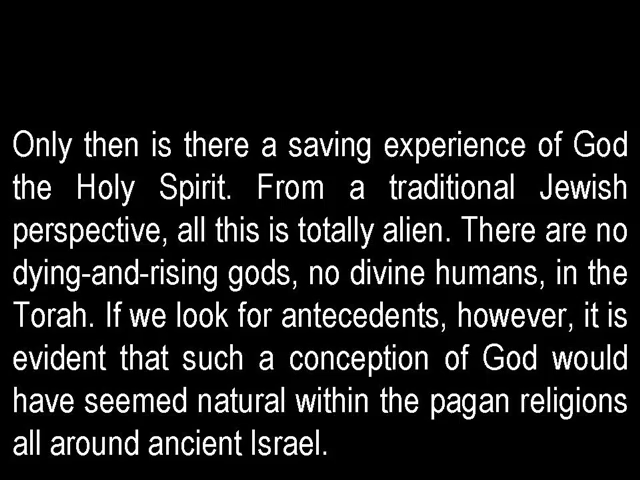 Only then is there a saving experience of God
the Holy Spirit. From a traditional Jewish
perspective, all this is totally alien. There are no
dying-and-rising gods, no divine humans, in the
Torah. If we look for antecedents, however, it is
evident that such a conception of God would
have seemed natural within the pagan religions
all around ancient Israel.